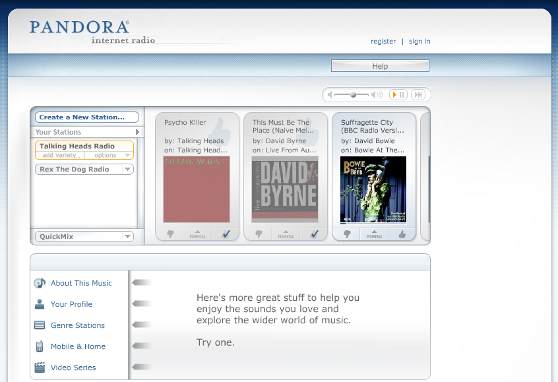 PANDORA®
internet radio
register | sign in
Help
Create a New Station...
Your Stations
Talking Heads Radio
add variety... options
Rex The Dog Radio
QuickMix
Psycho Killer
by: Talking Heads
on: Talking Head...
This Must Be The
Place (Naive Mel...
by: David Byrne
on: Live From Au...
DAVID
BYRNE
Suffragette City
(BBC Radio Versi...
by: David Bowie
on: Bowie At The...
BOWIE
About This Music
Your Profile
Genre Stations
Mobile & Home
Video Series
Here's more great stuff to help you
enjoy the sounds you love and
explore the wider world of music.
Try one.